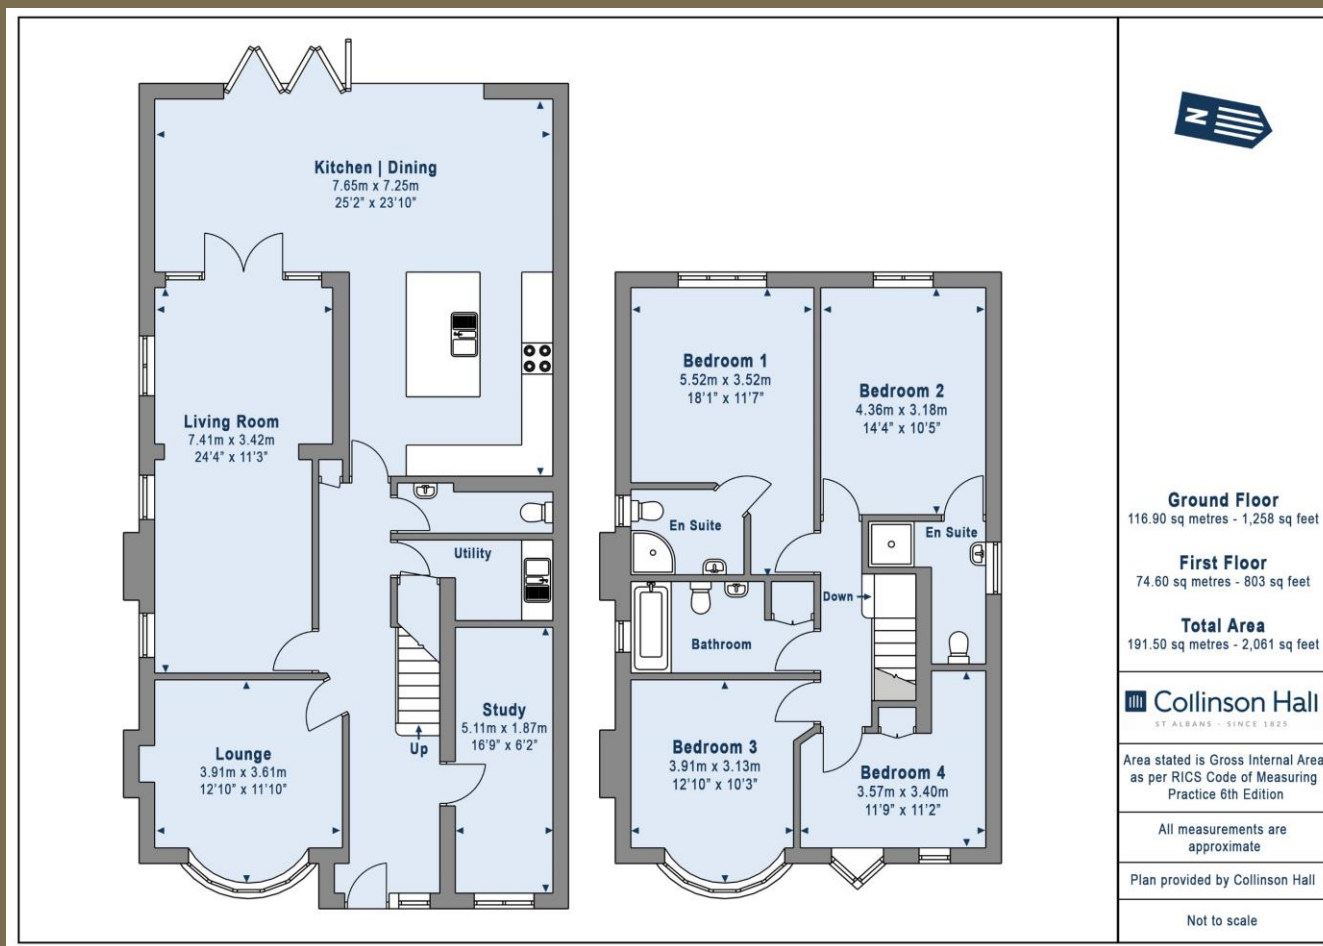 Kitchen | Dining
7.65m x 7.25m
25'2" x 23'10"
Living Room
7.41m x 3.42m
24'4" x 11'3"
Utility
Study
5.11m x 1.87m
16'9" x 6'2"
Up
Lounge
3.91m x 3.61m
12'10" x 11'10"
Bedroom 1
5.52m x 3.52m
18'1" x 11'7"
Bedroom 2
4.36m x 3.18m
14'4" x 10'5"
En Suite
En Suite
Down
Bathroom
Bedroom 3
3.91m x 3.13m
12'10" x 10'3"
Bedroom 4
3.57m x 3.40m
11'9" x 11'2"
N
Ground Floor
116.90 sq metres - 1,258 sq feet
First Floor
74.60 sq metres - 803 sq feet
Total Area
191.50 sq metres - 2,061 sq feet
Collinson Hall
ST ALBANS - SINCE 1825
Area stated is Gross Internal Area
as per RICS Code of Measuring
Practice 6th Edition
All measurements are
approximate
Plan provided by Collinson Hall
Not to scale